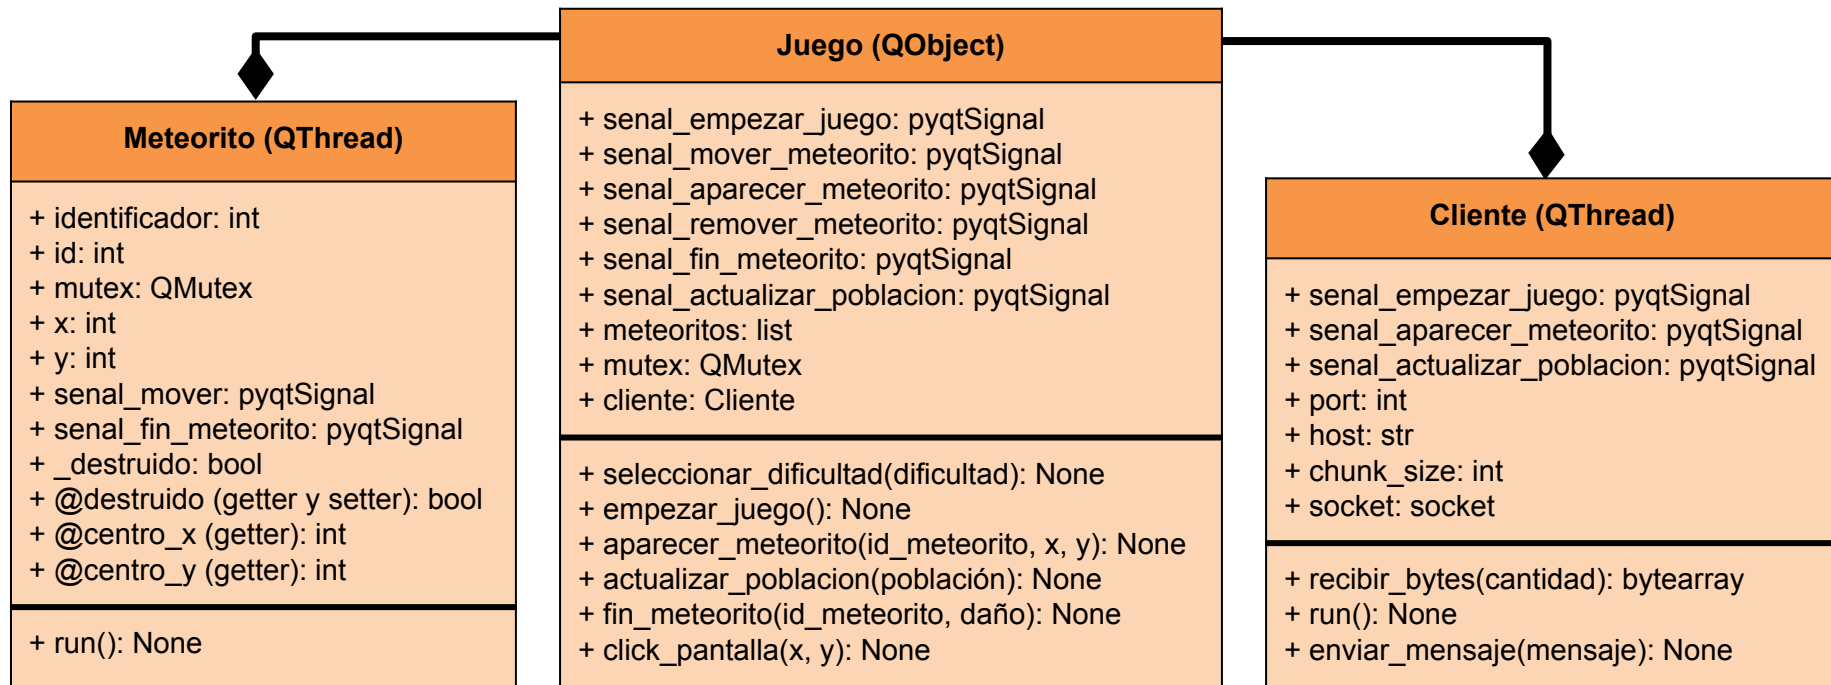 Meteorito (QThread)
+ identificador: int
+ id: int
+ mutex: QMutex
+ x: int
+ y: int
+ senal_mover: pyqtSignal
+ senal_fin_meteorito: pyqtSignal
+ _destruido: bool
+ @destruido (getter y setter): bool
+ @centro_x (getter): int
+ @centro_y (getter): int
+ run(): None
Juego (QObject)
+ senal_empezar_juego: pyqtSignal
+ senal_mover_meteorito: pyqtSignal
+ senal_aparecer_meteorito: pyqtSignal
+ senal_remover_meteorito: pyqtSignal
+ senal_fin_meteorito: pyqtSignal
+ senal_actualizar_poblacion: pyqtSignal
+ meteoritos: list
+ mutex: QMutex
+ cliente: Cliente
+ seleccionar_dificultad(dificultad): None
+ empezar_juego(): None
+ aparecer_meteorito(id_meteorito, x, y): None
+ actualizar_poblacion(población): None
+ fin_meteorito(id_meteorito, daño): None
+ click_pantalla(x, y): None
Cliente (QThread)
+ senal_empezar_juego: pyqtSignal
+ senal_aparecer_meteorito: pyqtSignal
+ senal_actualizar_poblacion: pyqtSignal
+ port: int
+ host: str
+ chunk_size: int
+ socket: socket
+ recibir_bytes(cantidad): bytearray
+ run(): None
+ enviar_mensaje(mensaje): None